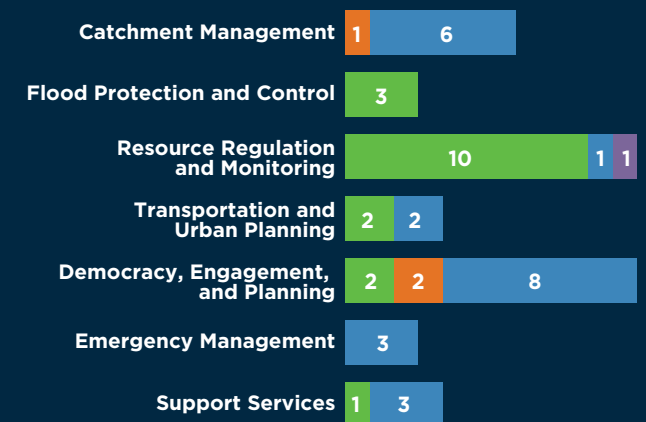 Catchment Management 1 6
Flood Protection and Control 3
Resource Regulation
and Monitoring 10 1 1
Transportation and
Urban Planning 2 2
Democracy, Engagement,
and Planning 2 2 8
Emergency Management 3
Support Services 1 3